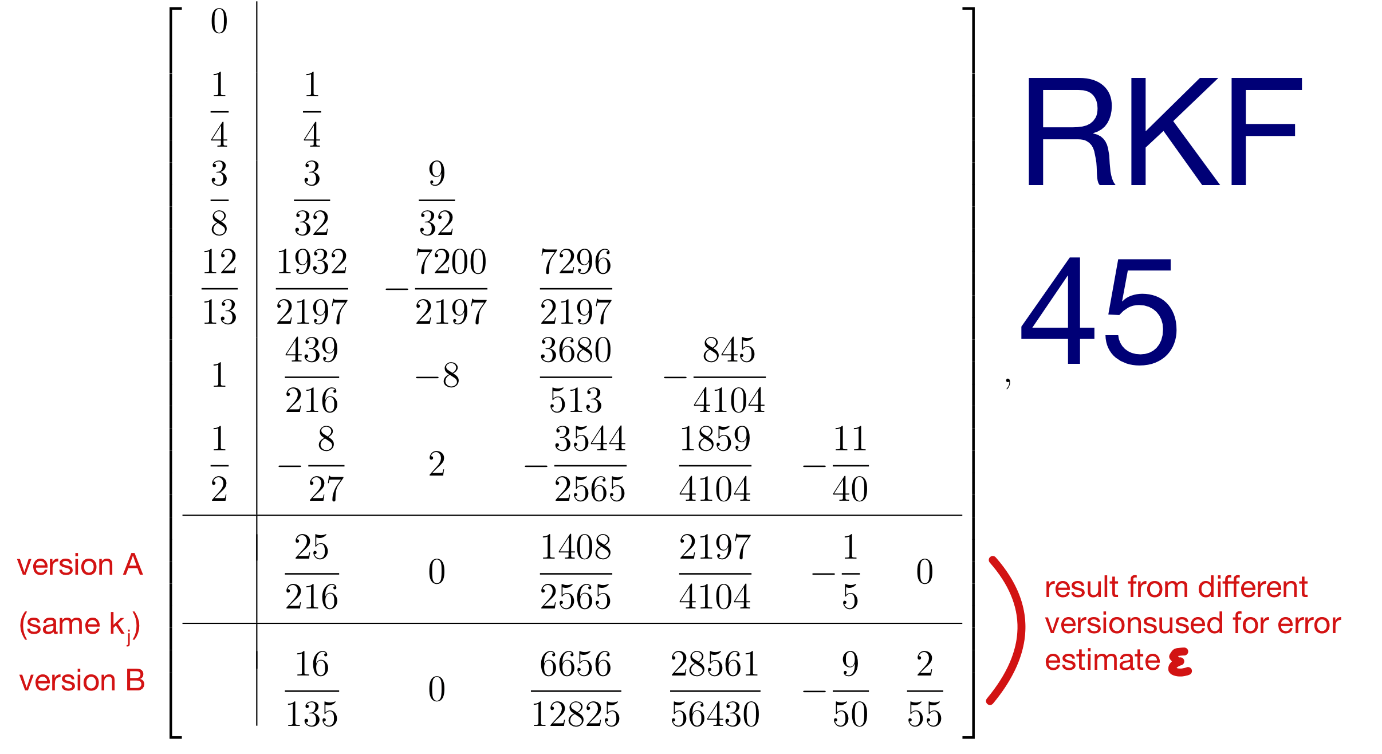 0
1/4 1/4
3/8 3/32 9/32
12/13 1932/2197 −7200/2197 7296/2197
1 439/216 −8 3680/513 −845/4104
1/2 −8/27 2 −3544/2565 1859/4104 −11/40
25/216 0 1408/2565 2197/4104 −1/5 0
16/135 0 6656/12825 28561/56430 −9/50 2/55
,
RKF
45
version A
(same k_j)
version B
result from different
versionsused for error
estimate ε